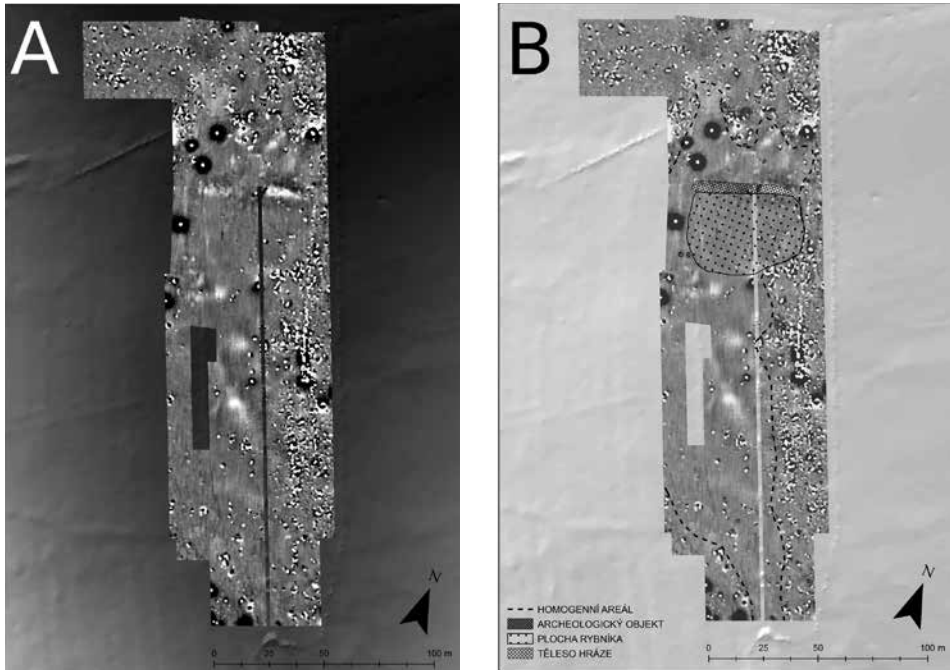 A
N
0 25 50 100 m
B
HOMOGENNÍ AREÁL
ARCHEOLOGICKÝ OBJEKT
PLOCHA RYBNÍKA
TĚLESO HRÁZE
N
0 25 50 100 m